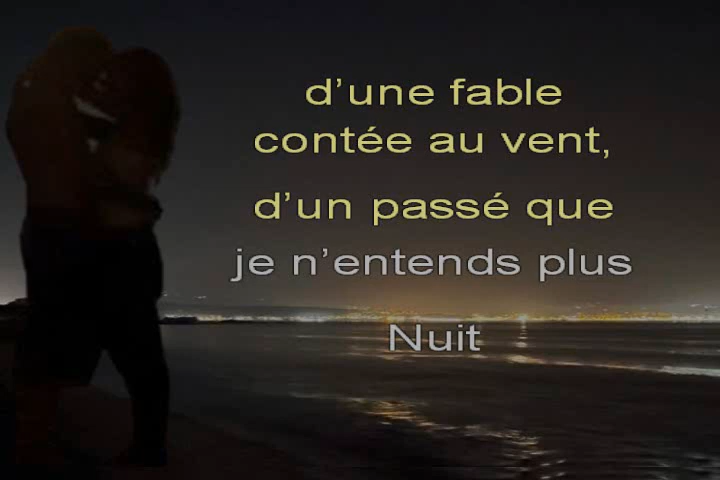 d’une fable
contée au vent,
d’un passé que
je n’entends plus
Nuit